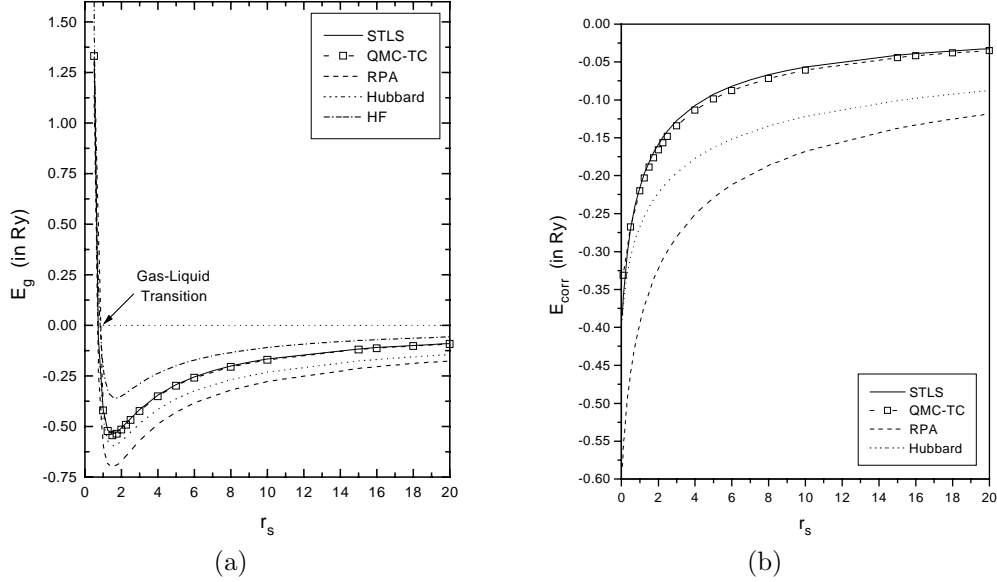 1.50
1.25
1.00
0.75
0.50
0.25
0.00
-0.25
-0.50
-0.75
E_g (in Ry)
STLS
QMC-TC
RPA
Hubbard
HF
Gas-Liquid
Transition
0 2 4 6 8 10 12 14 16 18 20
r_s
(a)
0.00
-0.05
-0.10
-0.15
-0.20
-0.25
-0.30
-0.35
-0.40
-0.45
-0.50
-0.55
-0.60
E_corr (in Ry)
STLS
QMC-TC
RPA
Hubbard
0 2 4 6 8 10 12 14 16 18 20
r_s
(b)